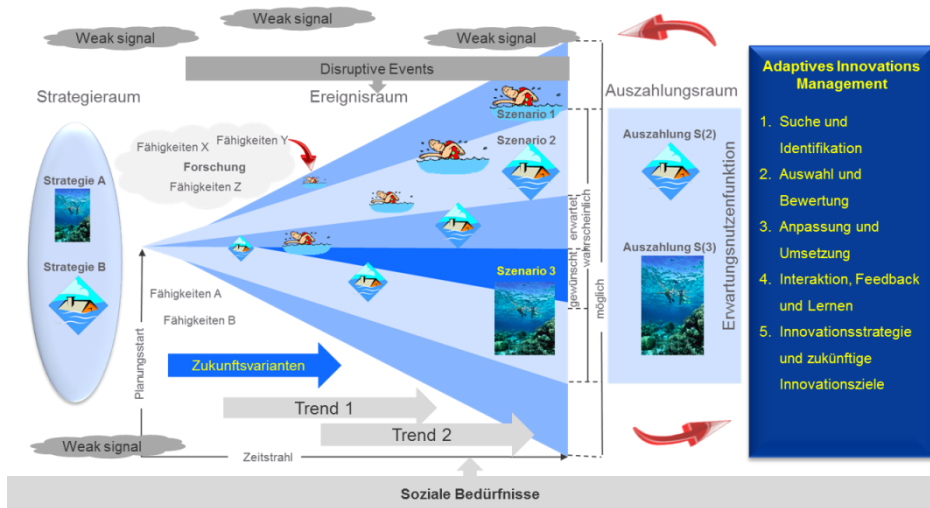 Weak signal
Weak signal
Weak signal
Disruptive Events
Strategieraum
Ereignisraum
Auszahlungsraum
Fähigkeiten X
Fähigkeiten Y
Forschung
Fähigkeiten Z
Strategie A
Strategie B
Szenario 1
Szenario 2
Szenario 3
Fähigkeiten A
Fähigkeiten B
Planungsstart
Zukunftsvarianten
Trend 1
Trend 2
Weak signal
Zeitstrahl
gewünscht
erwartet
wahrscheinlich
möglich
Auszahlung S(2)
Auszahlung S(3)
Erwartungsnutzenfunktion
Adaptives Innovations
Management
1. Suche und
Identifikation
2. Auswahl und
Bewertung
3. Anpassung und
Umsetzung
4. Interaktion, Feedback
und Lernen
5. Innovationsstrategie
und zukünftige
Innovationsziele
Soziale Bedürfnisse